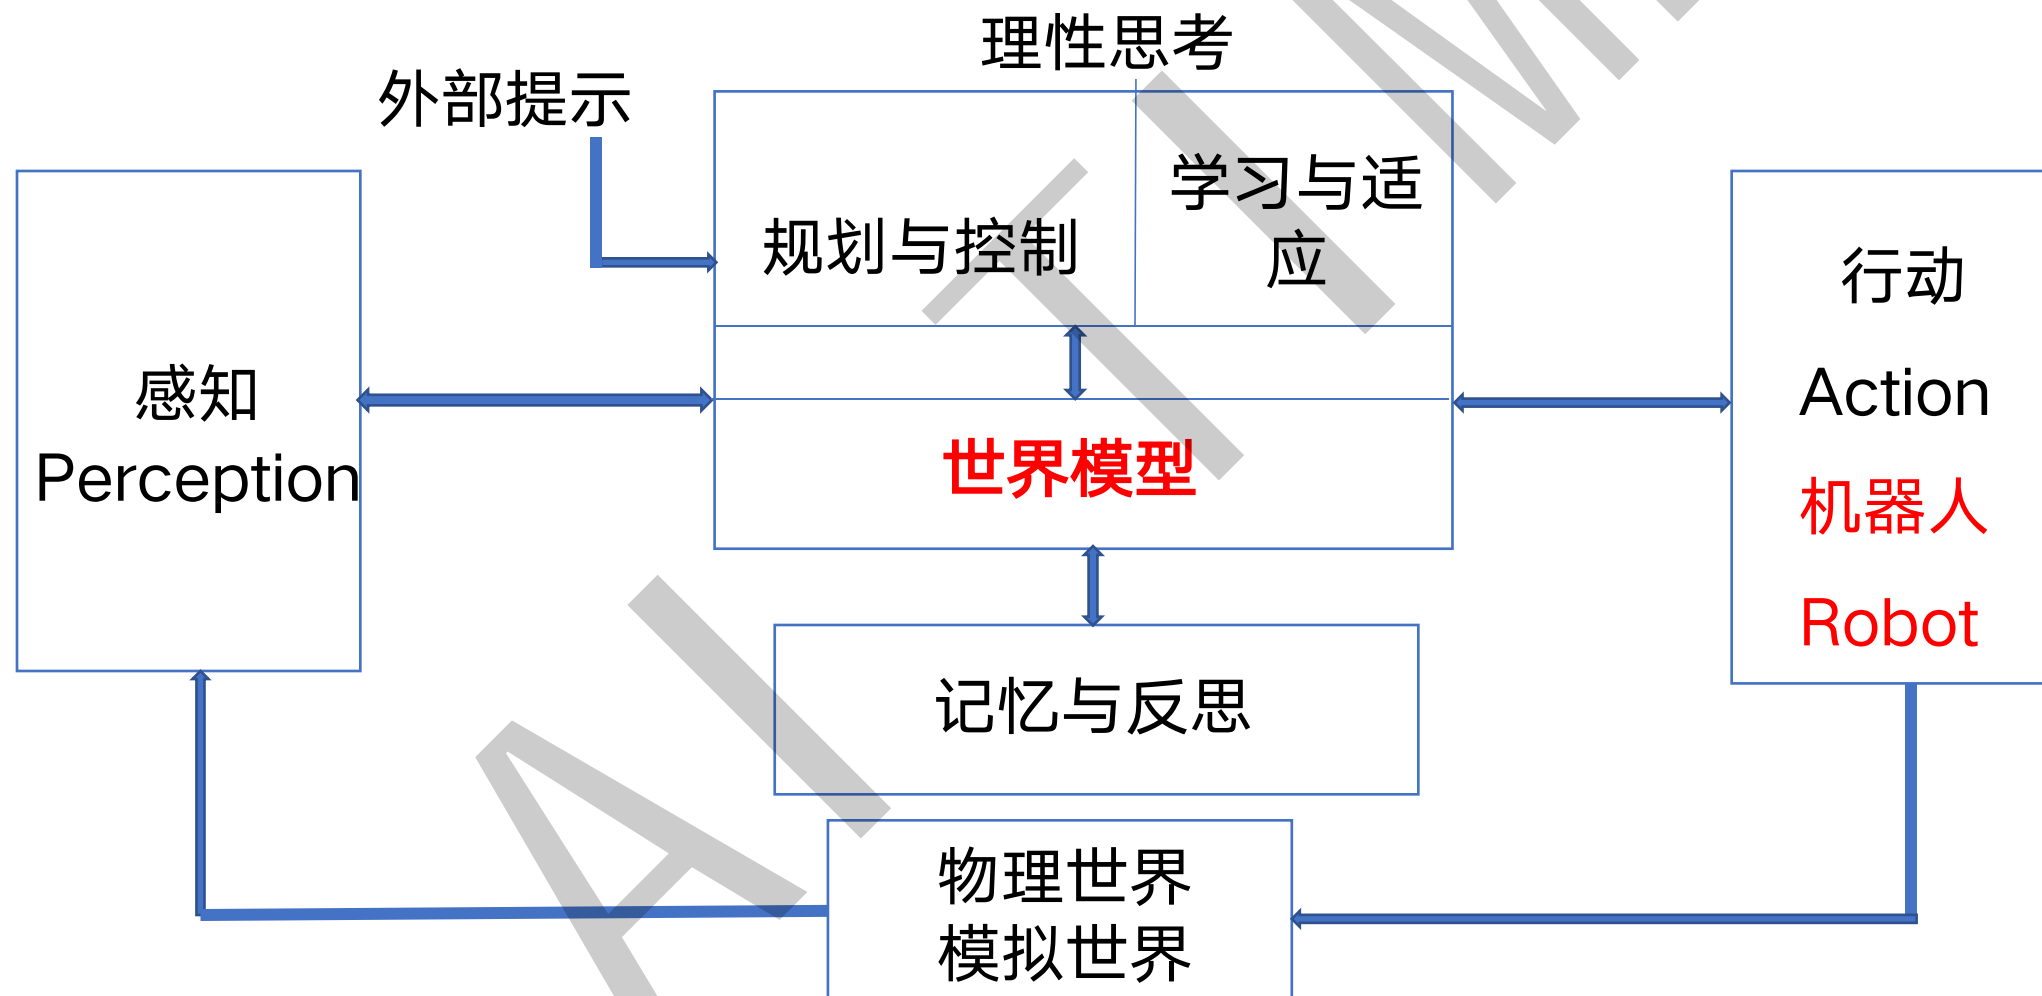 理性思考
外部提示
规划与控制
学习与适
应
感知
Perception
世界模型
行动
Action
机器人
Robot
记忆与反思
物理世界
模拟世界
AI TIM